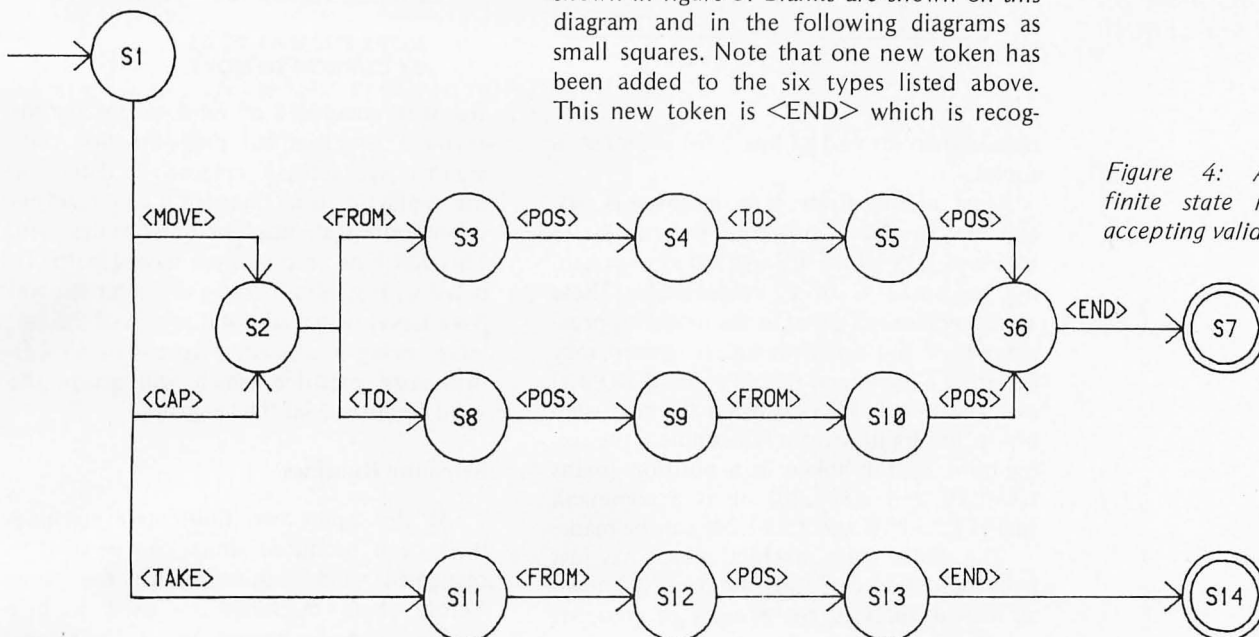 shown in figure 5. Blanks are shown on this
diagram and in the following diagrams as
small squares. Note that one new token has
been added to the six types listed above.
This new token is <END> which is recog-
Figure 4: A
finite state
accepting valid
S1
<MOVE>
<FROM> S3 <POS> S4 <TO> S5 <POS>
S2
S6 <END> S7
<CAP>
<TO> S8 <POS> S9 <FROM> S10 <POS>
<TAKE> S11 <FROM> S12 <POS> S13 <END> S14